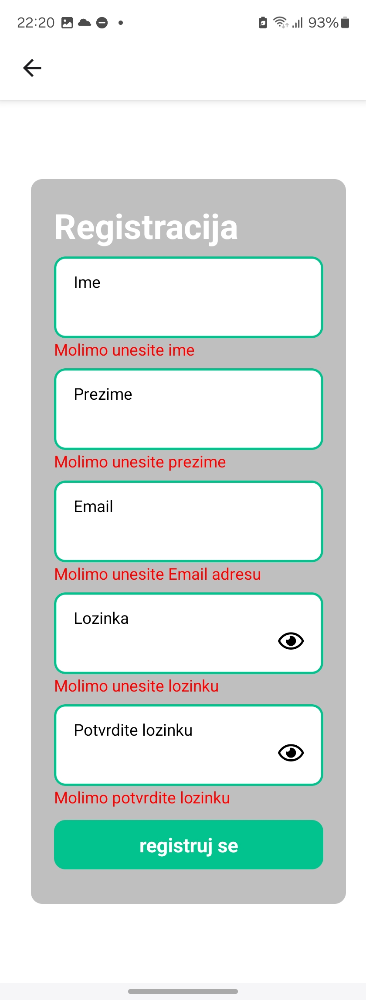 22:20
93%
Registracija
Ime
Molimo unesite ime
Prezime
Molimo unesite prezime
Email
Molimo unesite Email adresu
Lozinka
Molimo unesite lozinku
Potvrdite lozinku
Molimo potvrdite lozinku
registruj se